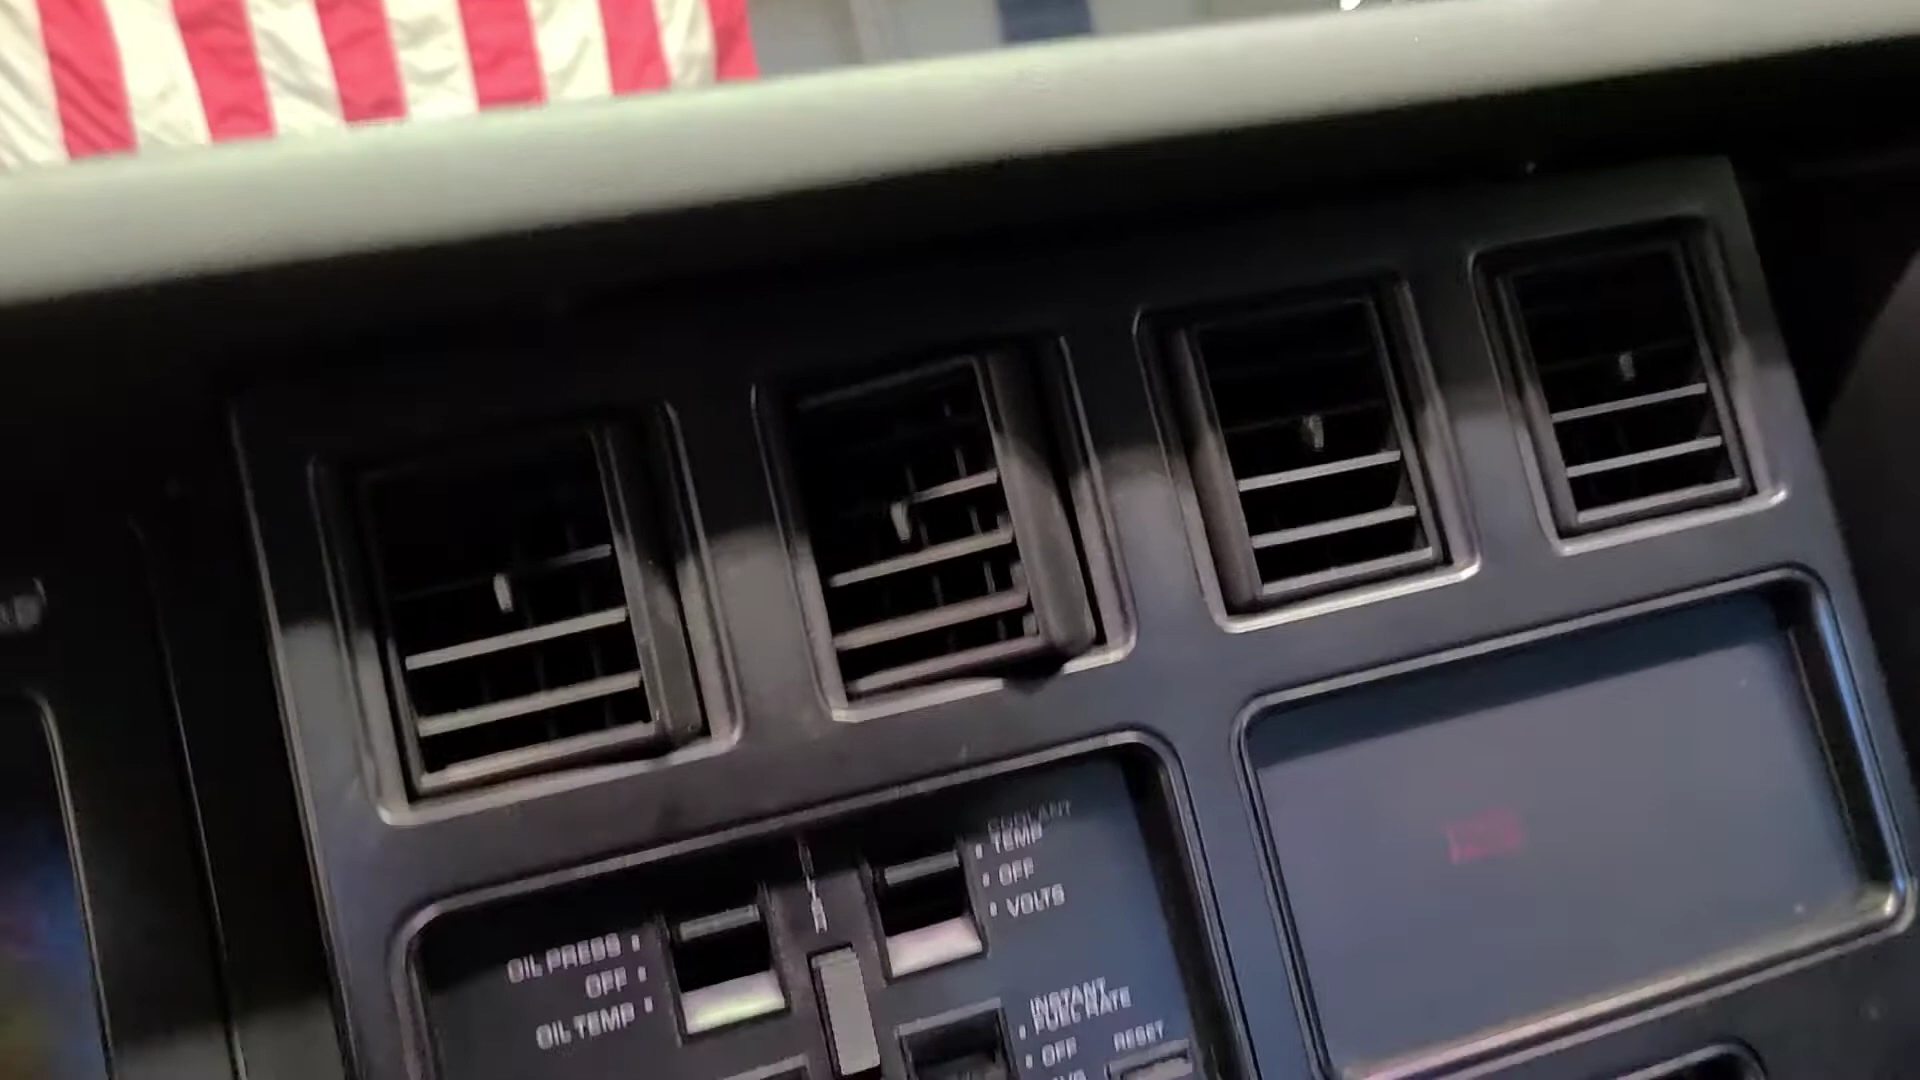 COOLANT
TEMP
OFF
VOLTS
OIL PRESS
OFF
OIL TEMP
INSTANT
FUEL RATE
OFF
RESET